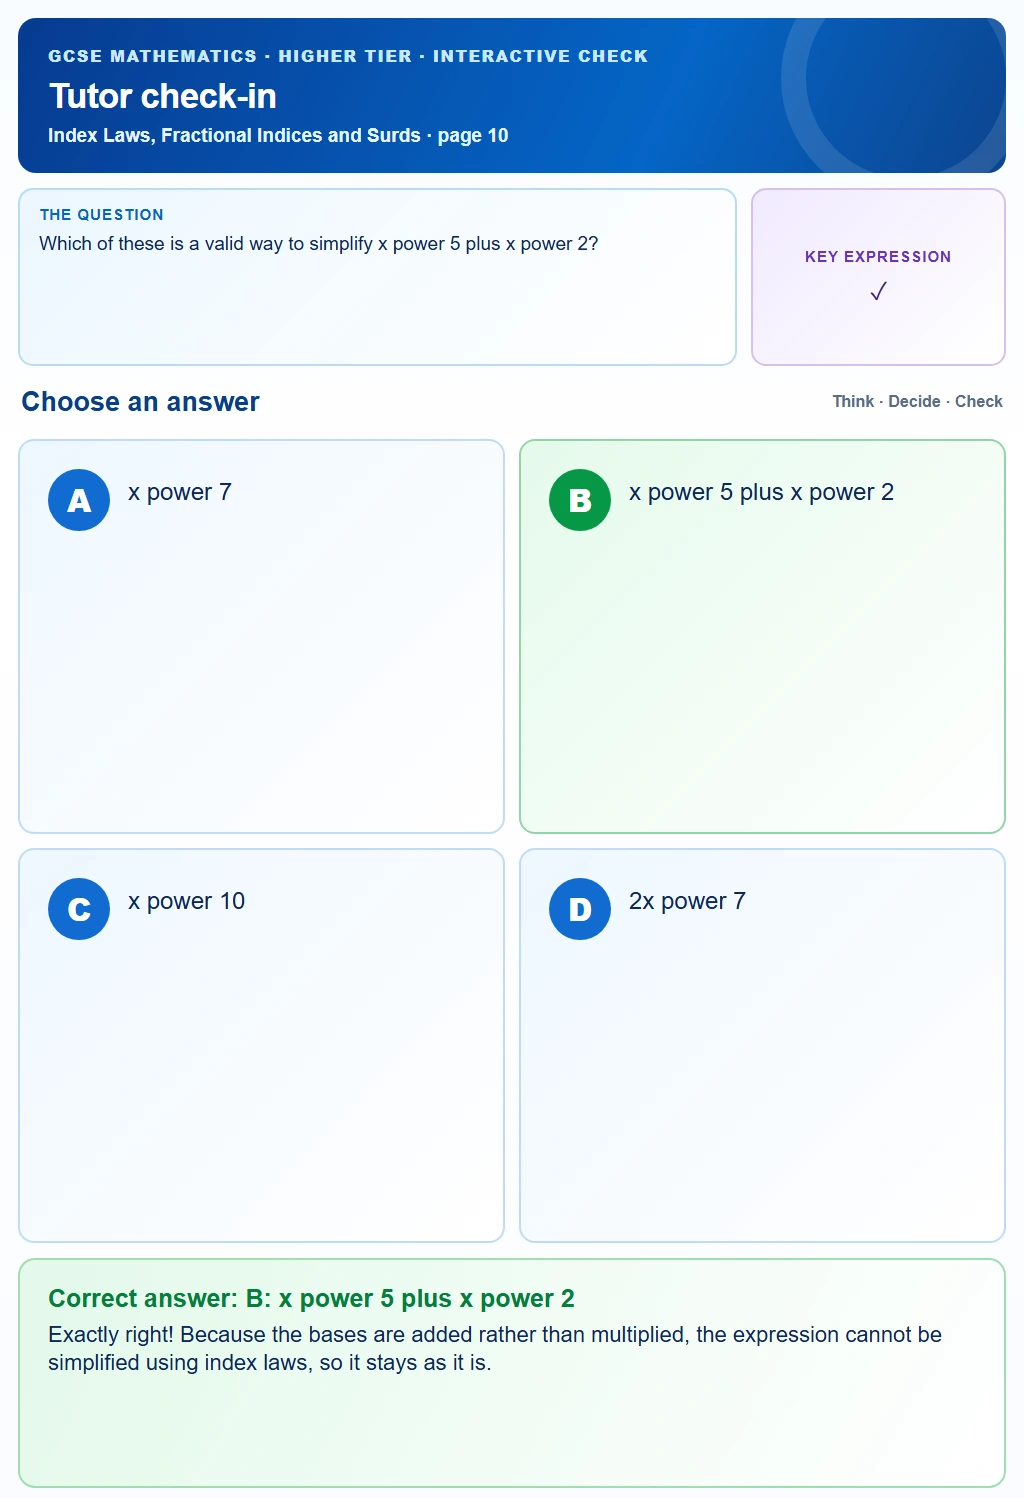 GCSE MATHEMATICS · HIGHER TIER · INTERACTIVE CHECK
Tutor check-in
Index Laws, Fractional Indices and Surds · page 10
THE QUESTION
Which of these is a valid way to simplify x power 5 plus x power 2?
KEY EXPRESSION
✓
Choose an answer
Think · Decide · Check
A
x power 7
B
x power 5 plus x power 2
C
x power 10
D
2x power 7
Correct answer: B: x power 5 plus x power 2
Exactly right! Because the bases are added rather than multiplied, the expression cannot be
simplified using index laws, so it stays as it is.